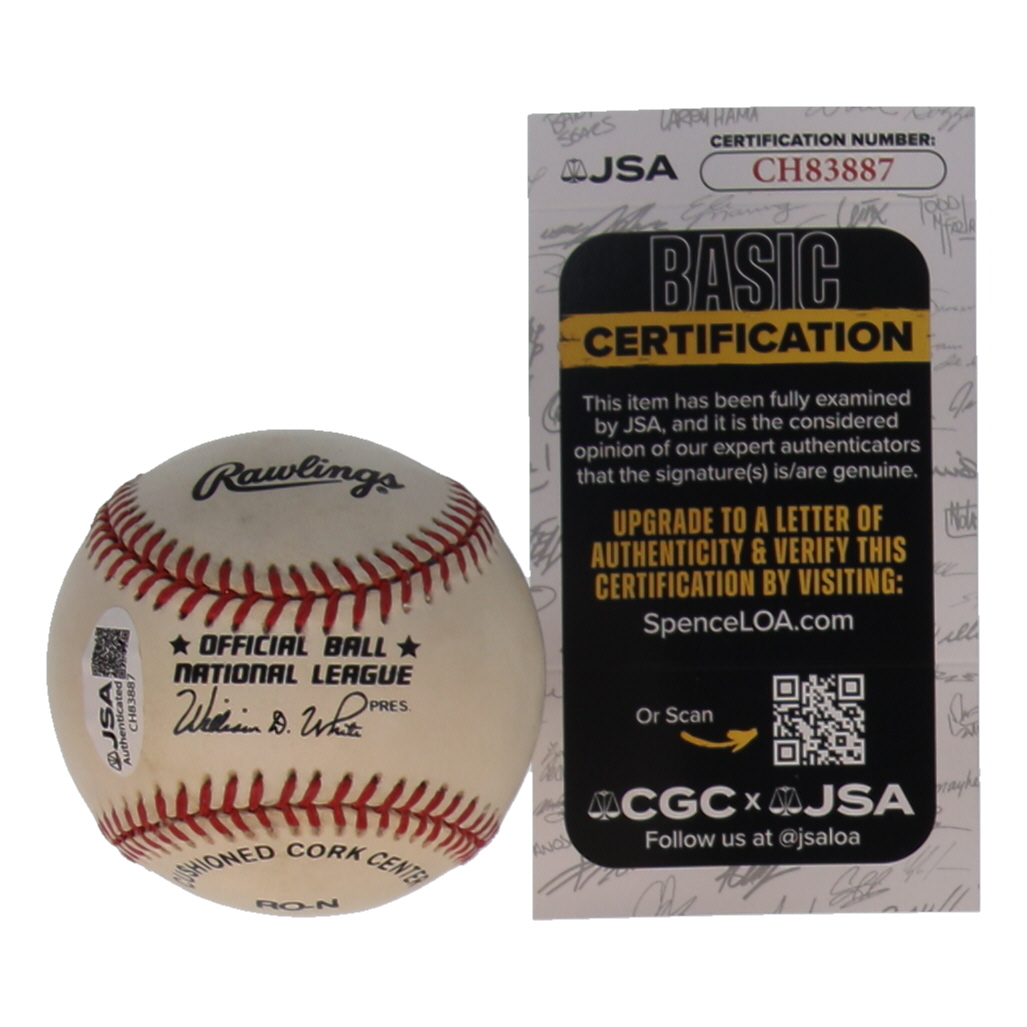 Rawlings®
★ OFFICIAL BALL ★
NATIONAL LEAGUE
William D. White PRES.
CUSHIONED CORK CENTER
RO-N
JSA
Authenticated
CH83887
LARRY HAMA
CERTIFICATION NUMBER:
JSA
CH83887
BASIC
CERTIFICATION
This item has been fully examined
by JSA, and it is the considered
opinion of our expert authenticators
that the signature(s) is/are genuine.
UPGRADE TO A LETTER OF
AUTHENTICITY & VERIFY THIS
CERTIFICATION BY VISITING:
SpenceLOA.com
Or Scan
CGC x JSA
Follow us at @jsaloa